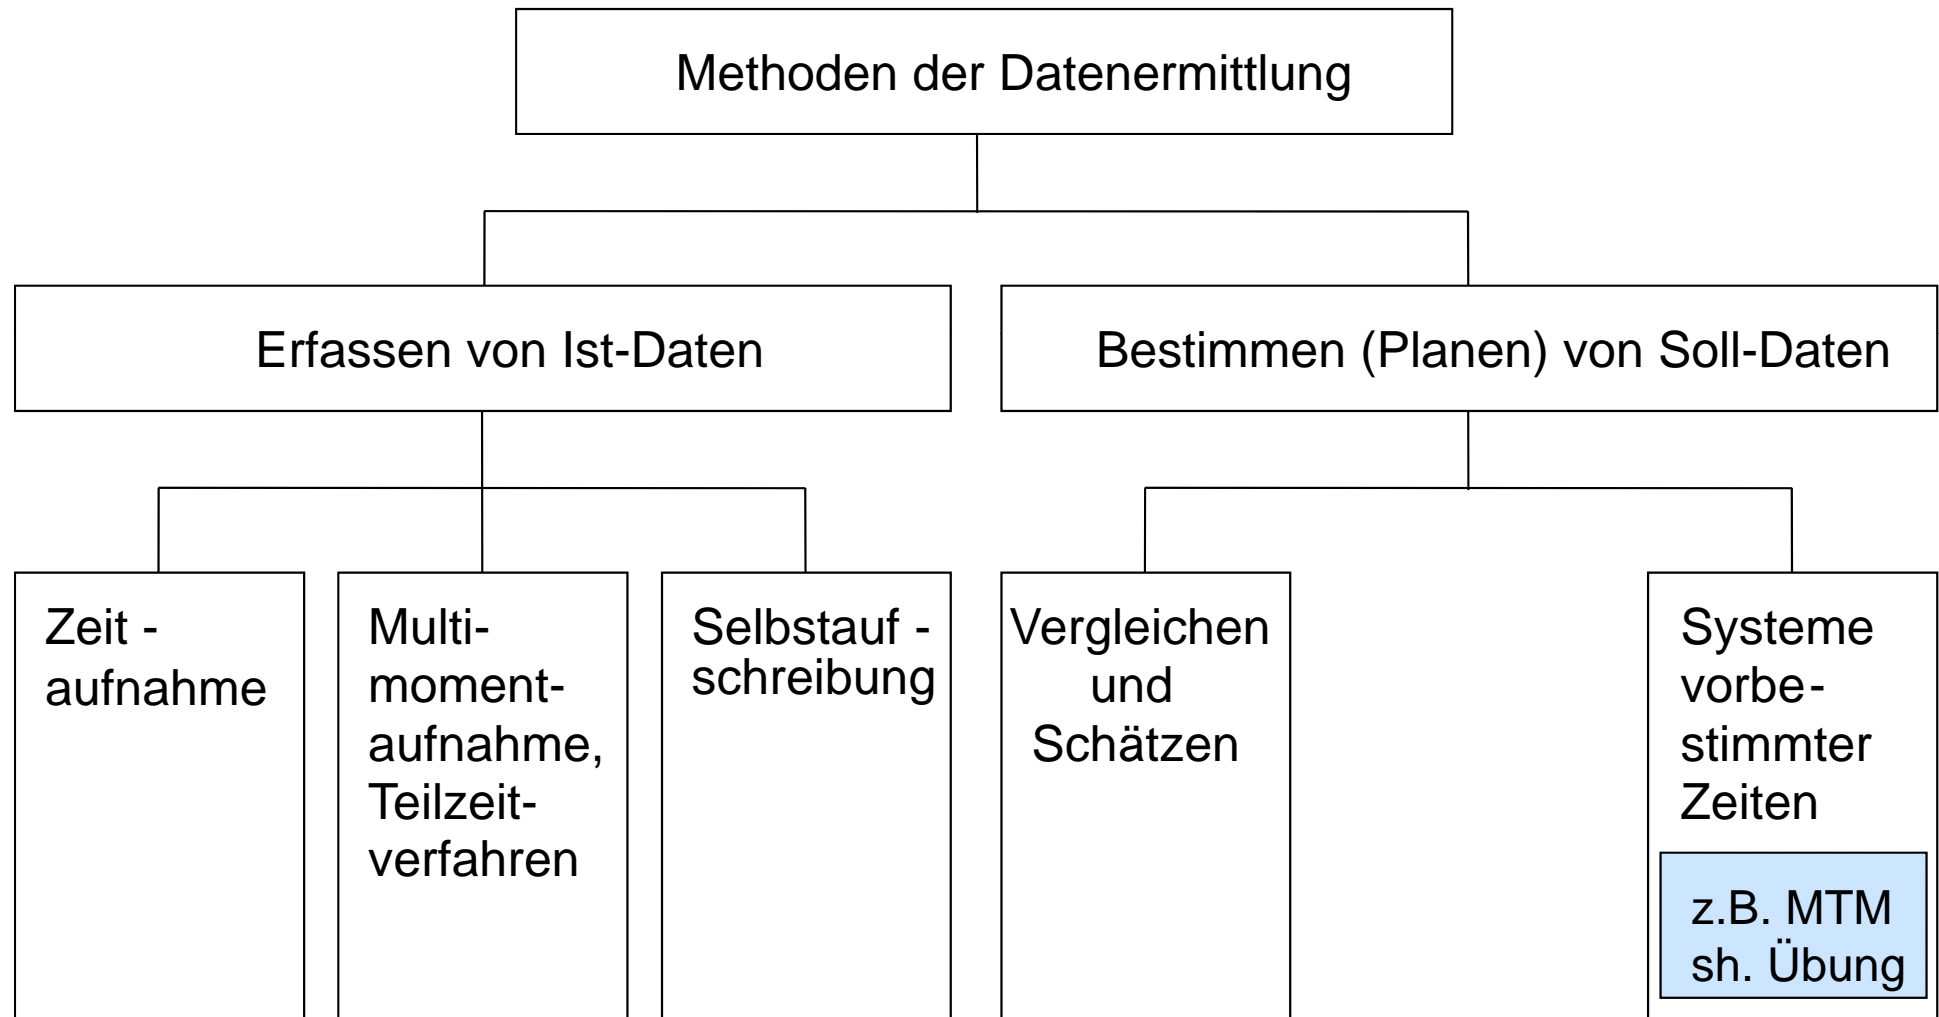 Methoden der Datenermittlung
Erfassen von Ist-Daten
Bestimmen (Planen) von Soll-Daten
Zeit -
aufnahme
Multi-
moment-
aufnahme,
Teilzeit-
verfahren
Selbstauf -
schreibung
Vergleichen
und
Schätzen
Systeme
vorbe-
stimmter
Zeiten
z.B. MTM
sh. Übung